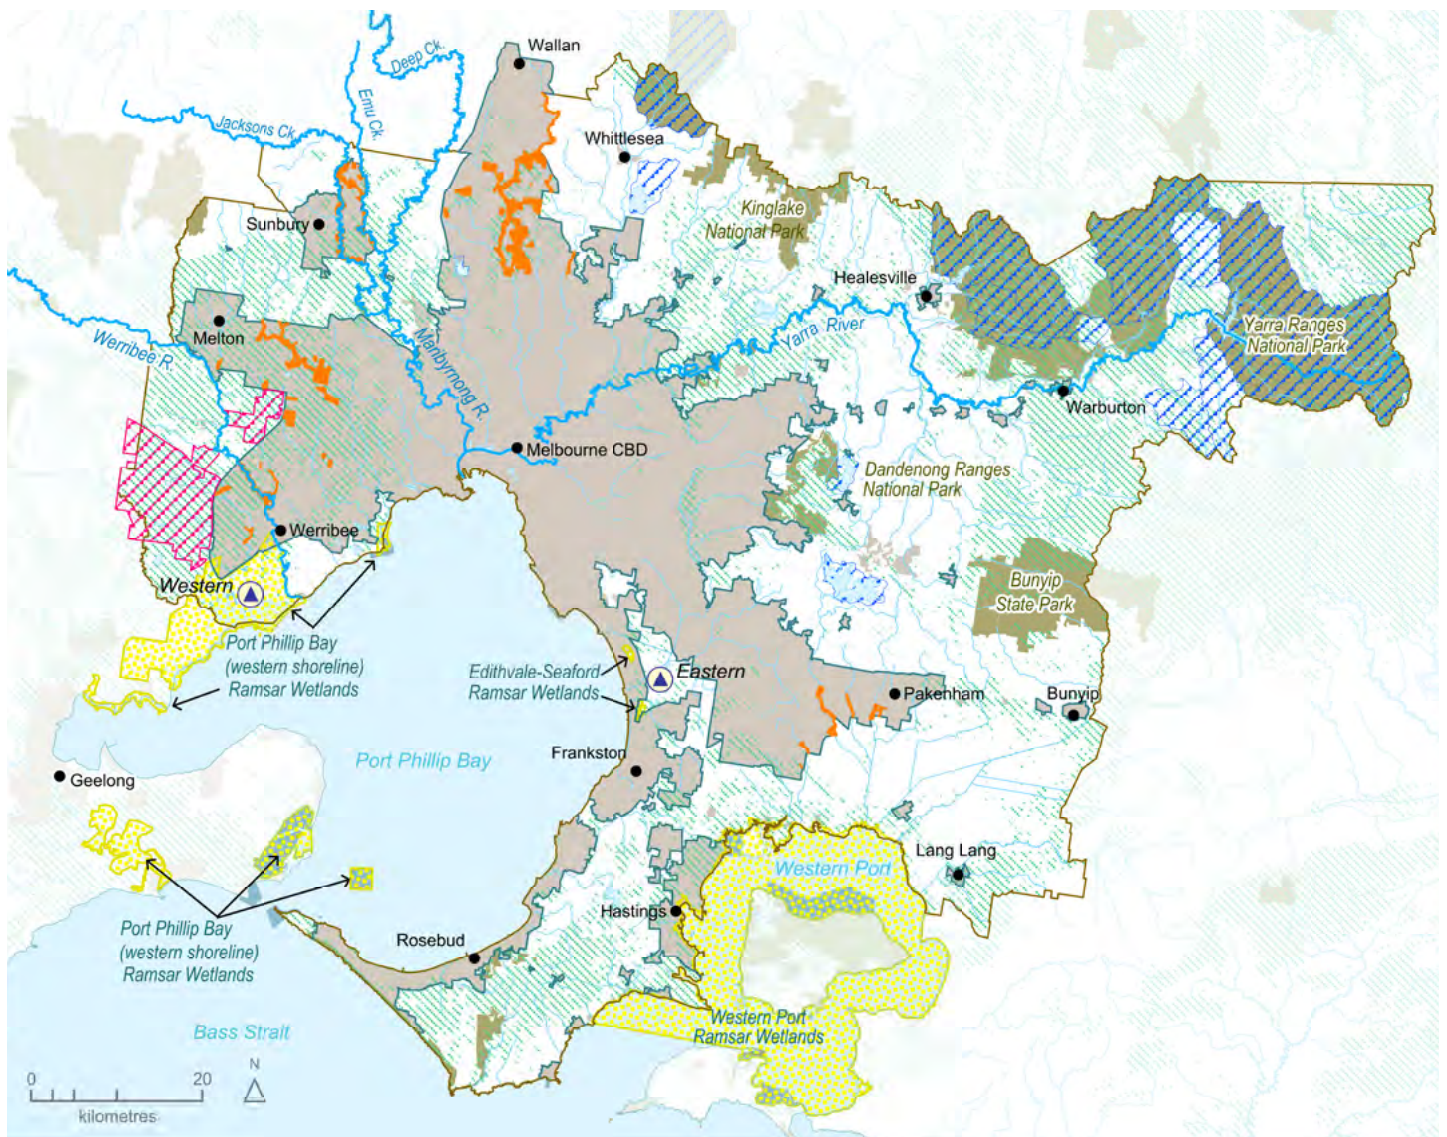 Wallan
Deep Ck.
Emu Ck.
Jacksons Ck.
Whittlesea
Kinglake
National Park
Sunbury
Healesville
Melton
Werribee R.
Manbyrnong R.
Yarra River
Yarra Ranges
National Park
Warburton
Melbourne CBD
Dandenong Ranges
National Park
Werribee
Western
Bunyip
State Park
Port Phillip Bay
(western shoreline)
Ramsar Wetlands
Edithvale-Seaford
Ramsar Wetlands
Eastern
Pakenham
Bunyip
Frankston
Port Phillip Bay
Geelong
Lang Lang
Western Port
Hastings
Port Phillip Bay
(western shoreline)
Ramsar Wetlands
Rosebud
Western Port
Ramsar Wetlands
Bass Strait
N
0 20
kilometres